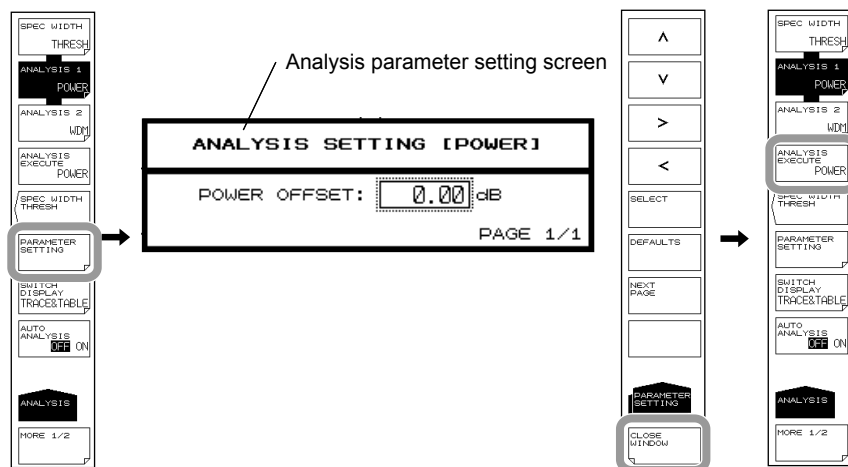 SPEC WIDTH
THRESH
ANALYSIS 1
POWER
ANALYSIS 2
WDM
ANALYSIS
EXECUTE
POWER
SPEC WIDTH
THRESH
PARAMETER
SETTING
SWITCH
DISPLAY
TRACE&TABLE
AUTO
ANALYSIS
OFF ON
ANALYSIS
MORE 1/2
Analysis parameter setting screen
ANALYSIS SETTING [POWER]
POWER OFFSET: 0.00 dB
PAGE 1/1
∧
∨
>
<
SELECT
DEFAULTS
NEXT
PAGE
PARAMETER
SETTING
CLOSE
WINDOW
SPEC WIDTH
THRESH
ANALYSIS 1
POWER
ANALYSIS 2
WDM
ANALYSIS
EXECUTE
POWER
SPEC WIDTH
THRESH
PARAMETER
SETTING
SWITCH
DISPLAY
TRACE&TABLE
AUTO
ANALYSIS
OFF ON
ANALYSIS
MORE 1/2